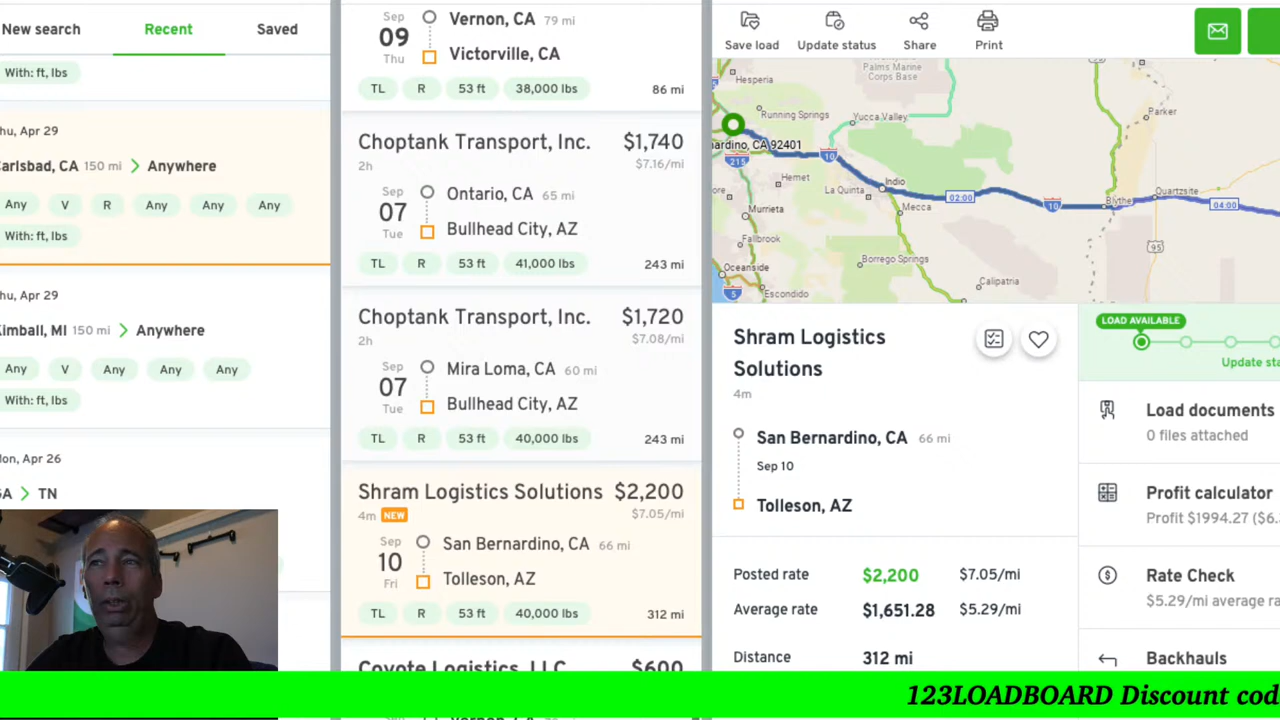 New search
Recent
Saved
With: ft, lbs
hu, Apr 29
arlsbad, CA 150 mi > Anywhere
Any
V
R
Any
Any
Any
With: ft, lbs
hu, Apr 29
imball, MI 150 mi > Anywhere
Any
V
Any
Any
Any
With: ft, lbs
on, Apr 26
GA > TN
Sep
09
Thu
Vernon, CA 79 mi
Victorville, CA
TL
R
53 ft
38,000 lbs
86 mi
Choptank Transport, Inc. $1,740
2h
$7.16/mi
Sep
07
Tue
Ontario, CA 65 mi
Bullhead City, AZ
TL
R
53 ft
41,000 lbs
243 mi
Choptank Transport, Inc. $1,720
2h
$7.08/mi
Sep
07
Tue
Mira Loma, CA 60 mi
Bullhead City, AZ
TL
R
53 ft
40,000 lbs
243 mi
Shram Logistics Solutions $2,200
4m NEW
$7.05/mi
Sep
10
Fri
San Bernardino, CA 66 mi
Tolleson, AZ
TL
R
53 ft
40,000 lbs
312 mi
Coyote Logistics, LLC $600
Save load
Update status
Share
Print
Hesperia
Palms Marine
Corps Base
Running Springs
Yucca Valley
Parker
nardino, CA 92401
215
10
Hemet
La Quinta
Indio
02:00
10
Blythe
Quartzsite
04:00
Murrieta
Mecca
Fallbrook
Borrego Springs
95
Oceanside
Calipatria
5
Escondido
Shram Logistics
Solutions
4m
San Bernardino, CA 66 mi
Sep 10
Tolleson, AZ
Posted rate $2,200 $7.05/mi
Average rate $1,651.28 $5.29/mi
Distance 312 mi
LOAD AVAILABLE
Update sta
Load documents
0 files attached
Profit calculator
Profit $1994.27 ($6.
Rate Check
$5.29/mi average ra
Backhauls
123LOADBOARD Discount cod